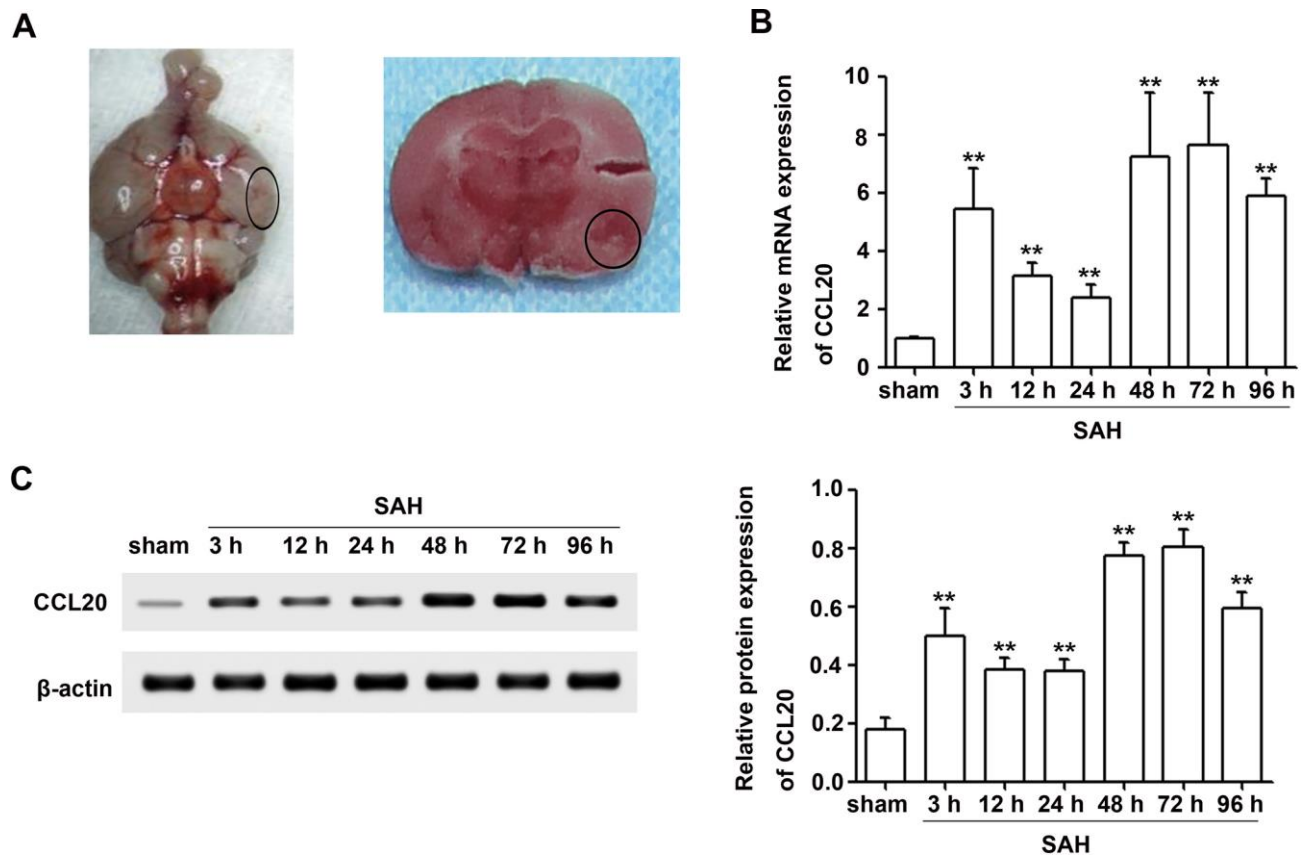 A
B
Relative mRNA expression
of CCL20
10
8
6
4
2
0
** ** ** ** ** **
sham 3 h 12 h 24 h 48 h 72 h 96 h
SAH
C
SAH
sham 3 h 12 h 24 h 48 h 72 h 96 h
CCL20
β-actin
Relative protein expression
of CCL20
1.0
0.8
0.6
0.4
0.2
0.0
** ** ** ** ** **
sham 3 h 12 h 24 h 48 h 72 h 96 h
SAH